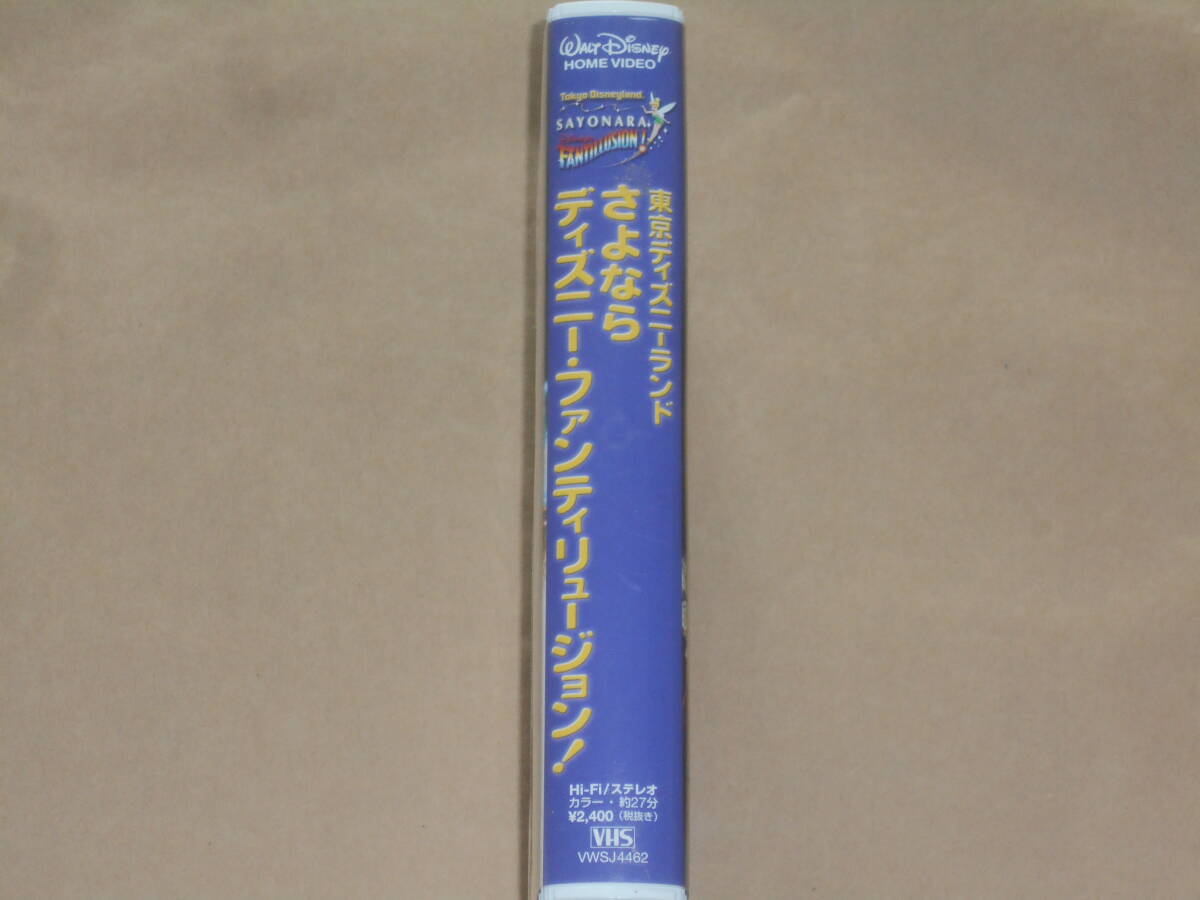 WALT DISNEY
HOME VIDEO
Tokyo Disneyland
SAYONARA
DISNEY
FANTILLUSION!
東京ディズニーランド
さよなら
ディズニー・ファンティリュージョン!
Hi-Fi/ステレオ
カラー・約27分
¥2,400(税抜き)
VHS
VWSJ4462